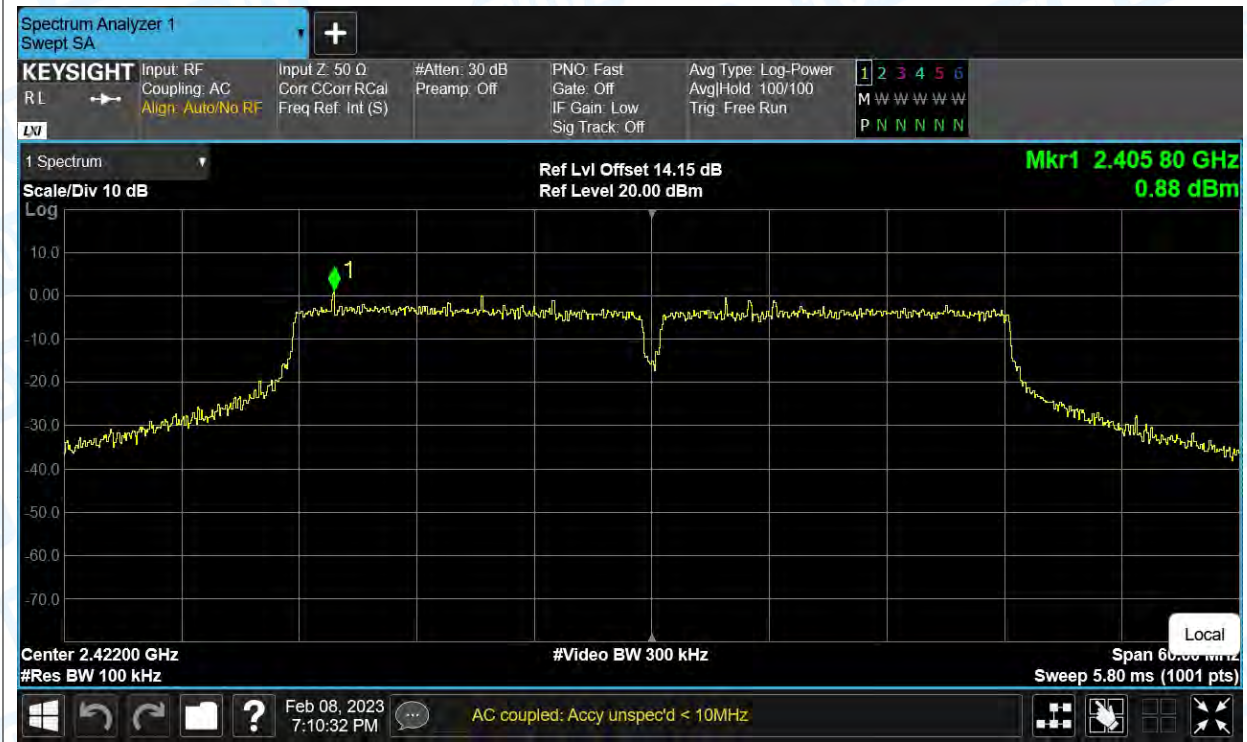 Spectrum Analyzer 1
Swept SA
+
KEYSIGHT
RL
LXI
Input: RF
Coupling: AC
Align: Auto/No RF
Input Z: 50 Ω
Corr CCorr RCal
Freq Ref: Int (S)
#Atten: 30 dB
Preamp: Off
PNO: Fast
Gate: Off
IF Gain: Low
Sig Track: Off
Avg Type: Log-Power
Avg|Hold: 100/100
Trig: Free Run
1 2 3 4 5 6
M W W W W W
P N N N N N
1 Spectrum
Scale/Div 10 dB
Ref Lvl Offset 14.15 dB
Ref Level 20.00 dBm
Mkr1 2.405 80 GHz
0.88 dBm
Log
10.0
0.00
-10.0
-20.0
-30.0
-40.0
-50.0
-60.0
-70.0
1
Local
Center 2.42200 GHz
#Video BW 300 kHz
Span 60.00 MHz
#Res BW 100 kHz
Sweep 5.80 ms (1001 pts)
?
Feb 08, 2023
7:10:32 PM
AC coupled: Accy unspec'd < 10MHz